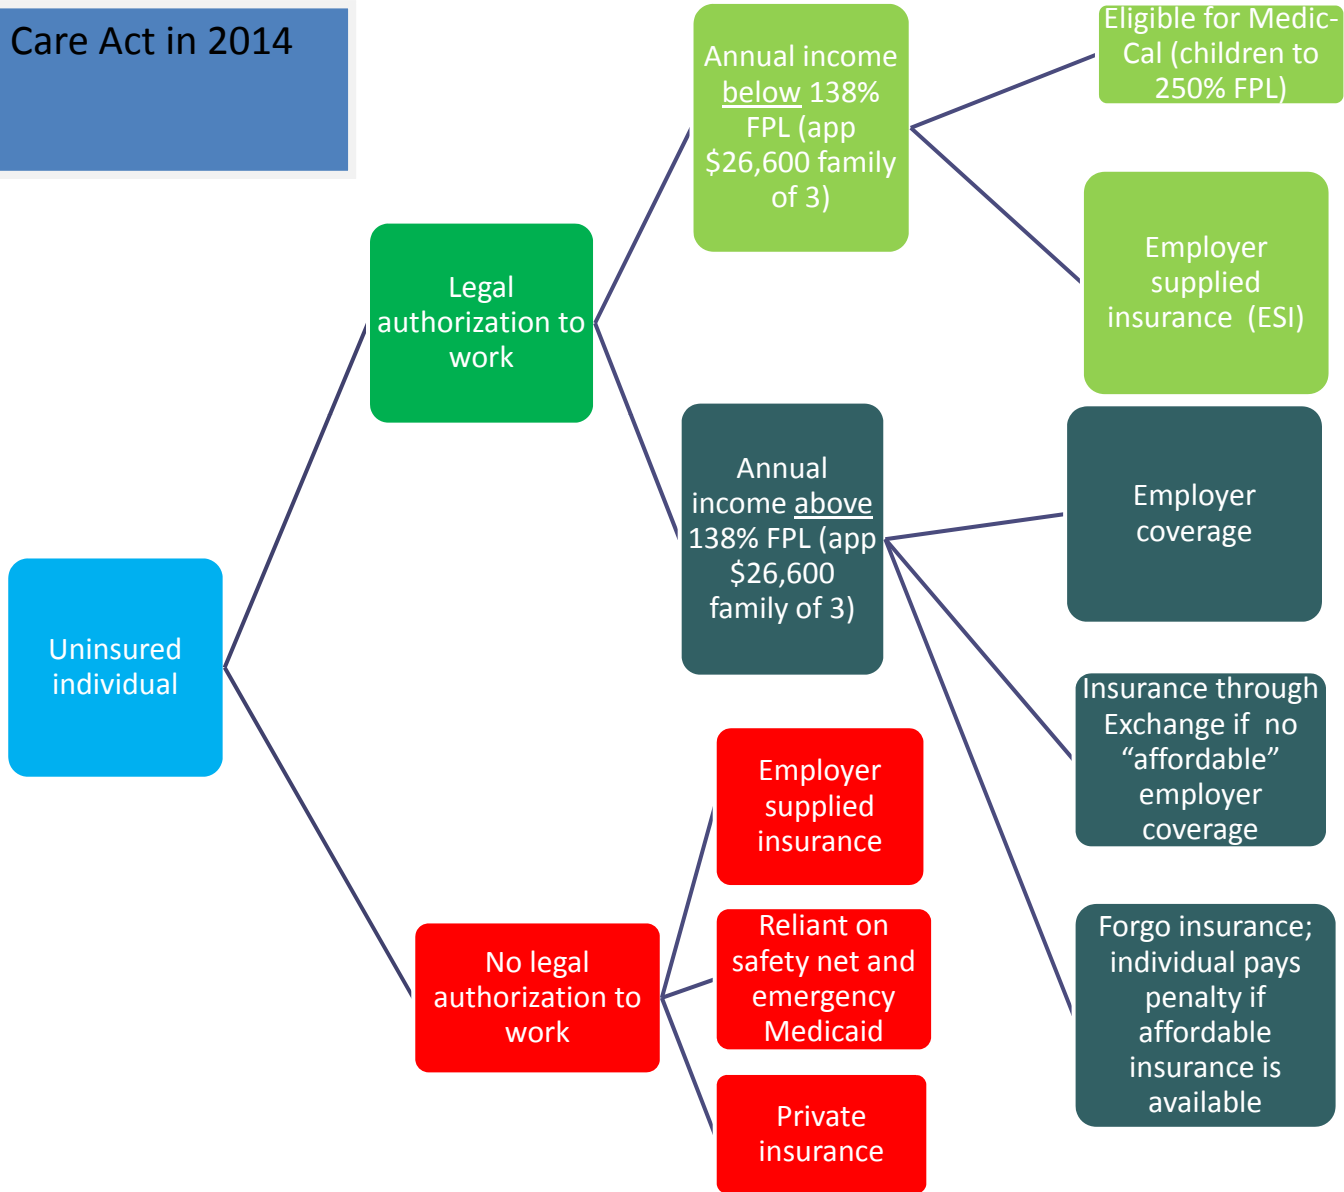 Care Act in 2014
Annual income
below 138%
FPL (app
$26,600 family
of 3)
Eligible for Medic-
Cal (children to
250% FPL)
Employer
supplied
insurance (ESI)
Legal
authorization to
work
Annual
income above
138% FPL (app
$26,600
family of 3)
Employer
coverage
Insurance through
Exchange if no
“affordable”
employer
coverage
Forgo insurance;
individual pays
penalty if
affordable
insurance is
available
Uninsured
individual
No legal
authorization to
work
Employer
supplied
insurance
Reliant on
safety net and
emergency
Medicaid
Private
insurance